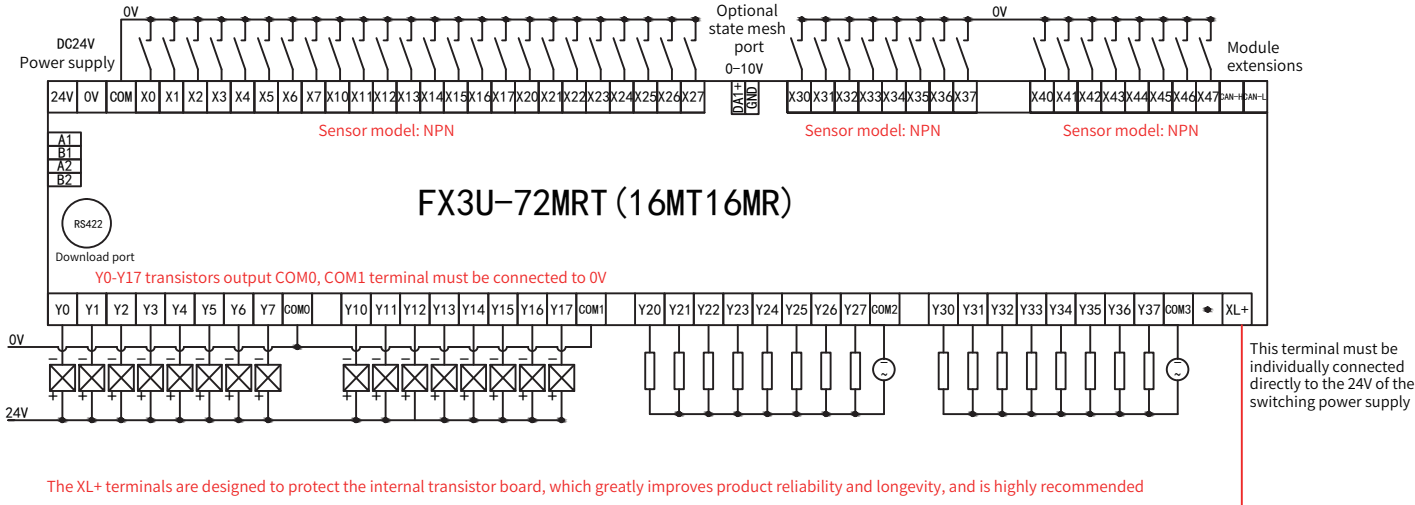 0V
Optional
state mesh
port
0-10V
0V
DC24V
Power supply
Module
extensions
24V 0V COM X0 X1 X2 X3 X4 X5 X6 X7 X10 X11 X12 X13 X14 X15 X16 X17 X20 X21 X22 X23 X24 X25 X26 X27 DA1+ GND X30 X31 X32 X33 X34 X35 X36 X37 X40 X41 X42 X43 X44 X45 X46 X47 CAN-H CAN-L
Sensor model: NPN Sensor model: NPN Sensor model: NPN
A1
B1
A2
B2
FX3U-72MRT(16MT16MR)
RS422
Download port
Y0-Y17 transistors output COM0, COM1 terminal must be connected to 0V
Y0 Y1 Y2 Y3 Y4 Y5 Y6 Y7 COM0 Y10 Y11 Y12 Y13 Y14 Y15 Y16 Y17 COM1 Y20 Y21 Y22 Y23 Y24 Y25 Y26 Y27 COM2 Y30 Y31 Y32 Y33 Y34 Y35 Y36 Y37 COM3 XL+
0V
24V
This terminal must be
individually connected
directly to the 24V of the
switching power supply
The XL+ terminals are designed to protect the internal transistor board, which greatly improves product reliability and longevity, and is highly recommended